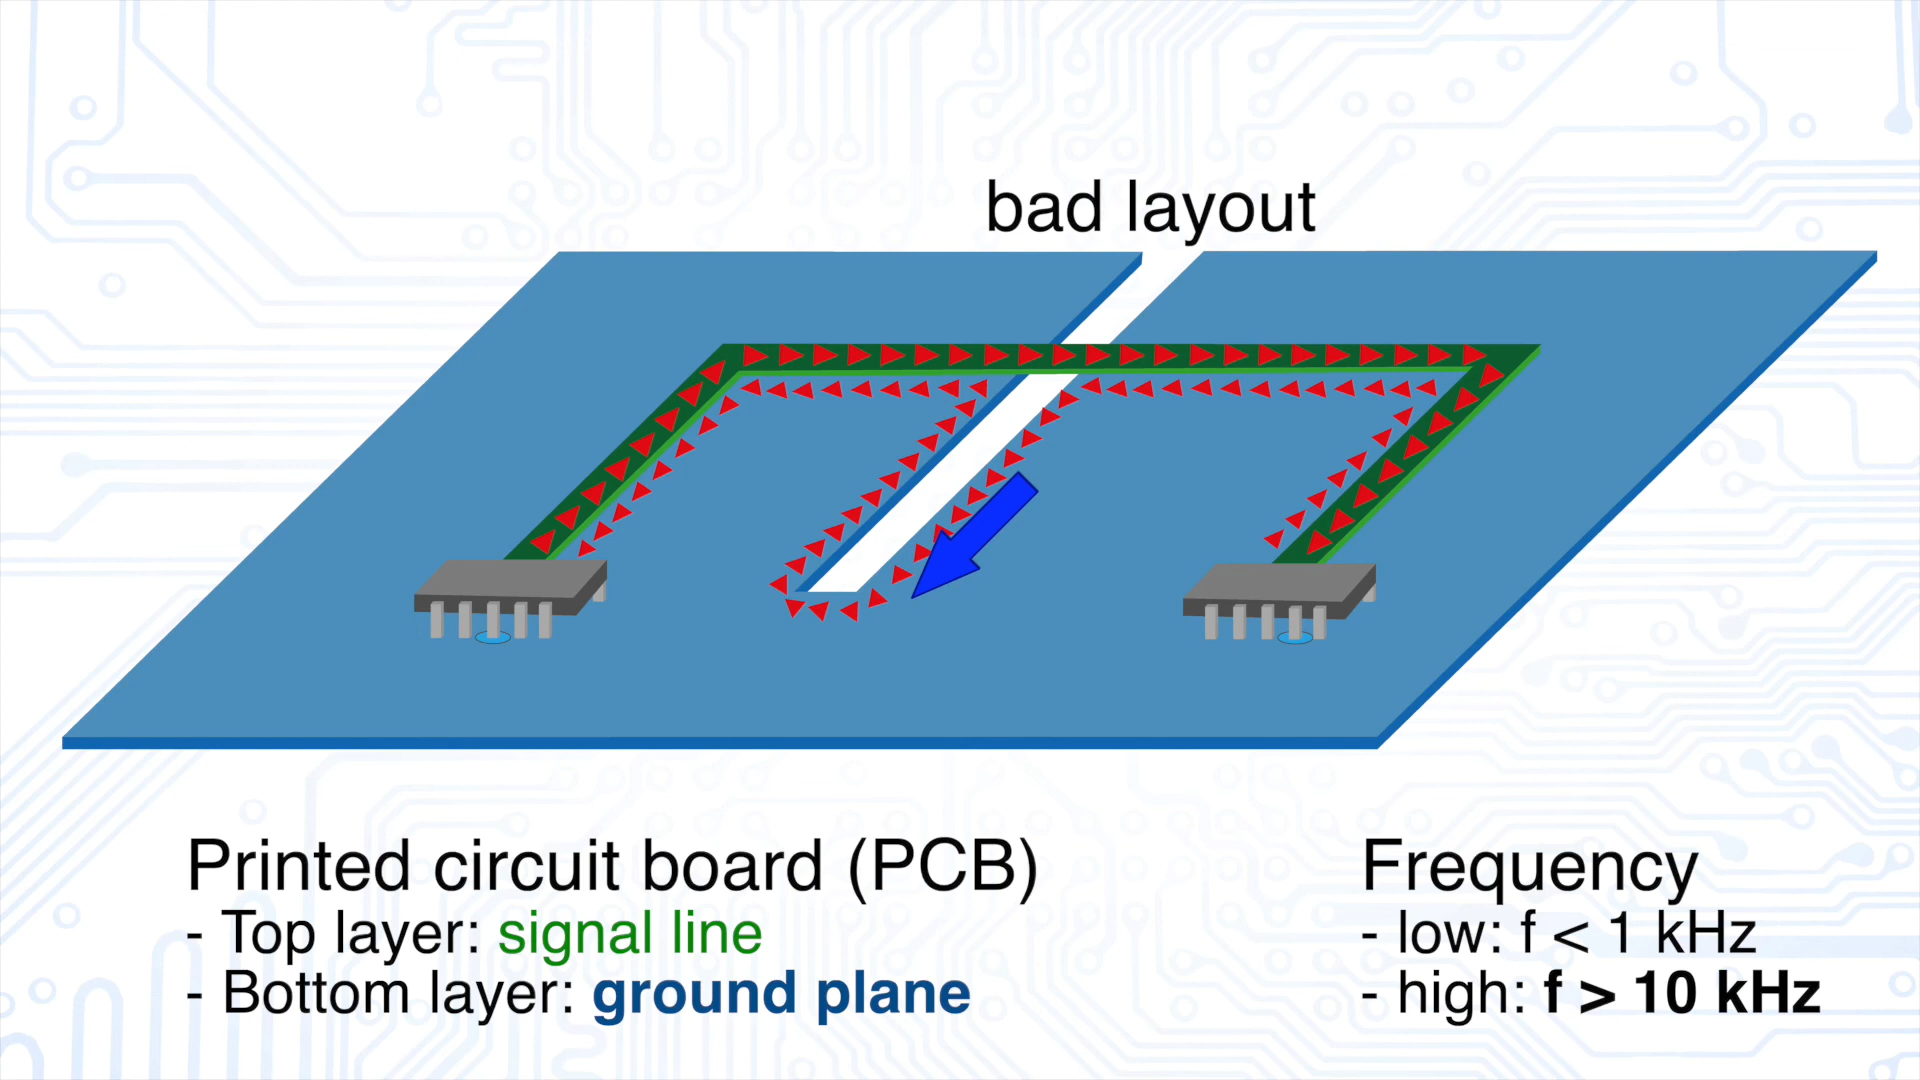 bad layout
Printed circuit board (PCB)
- Top layer: signal line
- Bottom layer: ground plane
Frequency
- low: f < 1 kHz
- high: f > 10 kHz